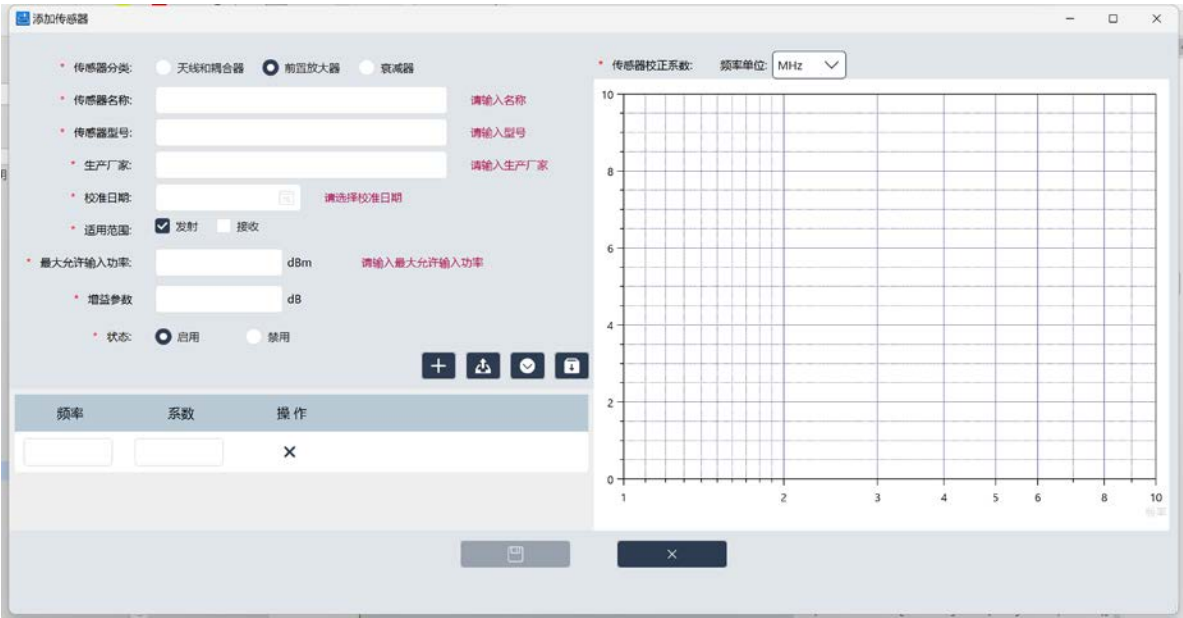 添加传感器
* 传感器分类: 天线和耦合器 前置放大器 衰减器
* 传感器名称: 请输入名称
* 传感器型号: 请输入型号
* 生产厂家: 请输入生产厂家
* 校准日期: 请选择校准日期
* 适用范围: 发射 接收
* 最大允许输入功率: dBm 请输入最大允许输入功率
* 增益参数 dB
* 状态: 启用 禁用
频率 系数 操作
* 传感器校正系数: 频率单位: MHz
10
8
6
4
2
0
1 2 3 4 5 6 8 10
频率